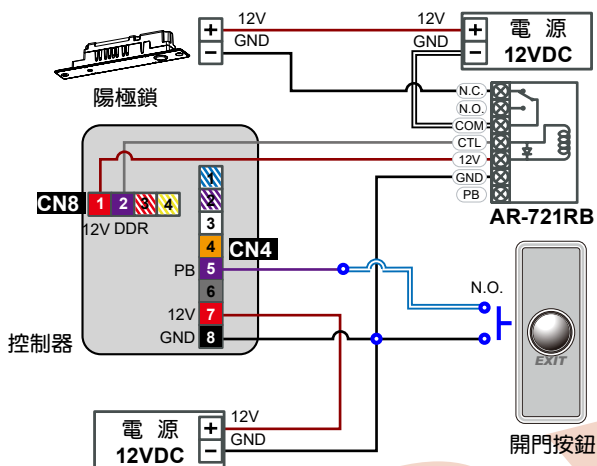 12V
GND
+
−
陽極鎖
12V
GND
+
−
電 源
12VDC
N.C.
N.O.
COM
CTL
12V
GND
PB
AR-721RB
CN8
1
2
3
4
12V DDR
1
2
3
4
CN4
PB
5
6
12V
7
GND
8
控制器
N.O.
EXIT
開門按鈕
電 源
12VDC
+
−
12V
GND